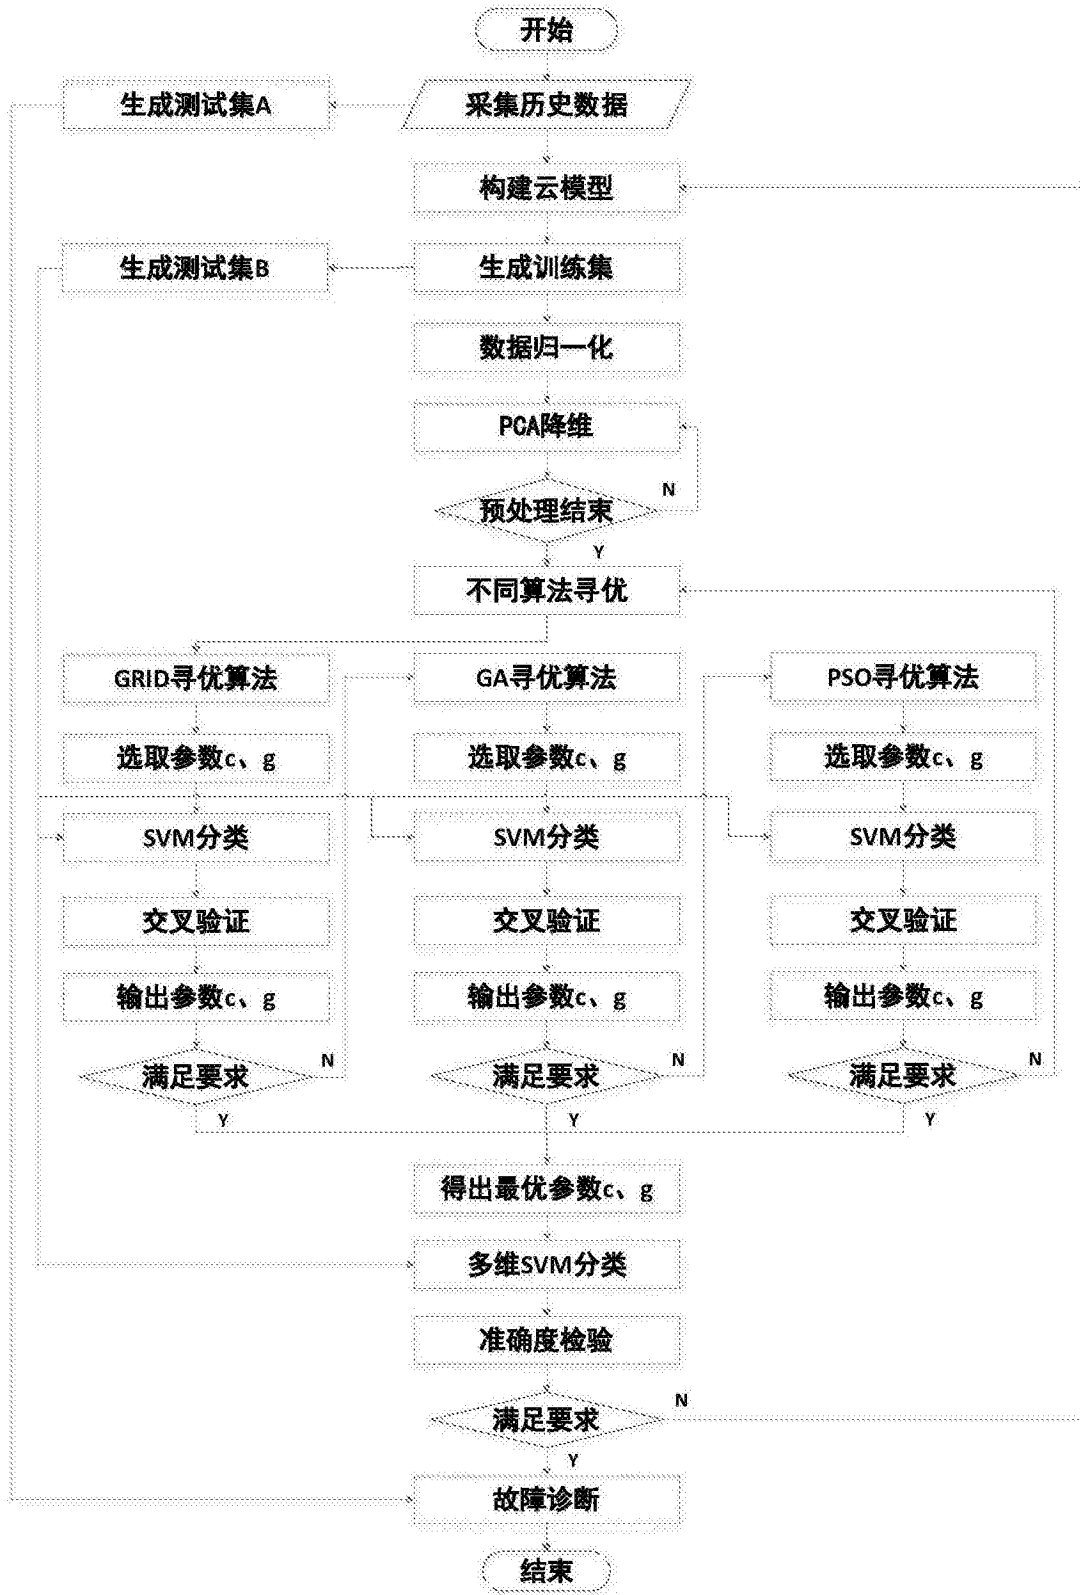 开始
生成测试集A
采集历史数据
构建云模型
生成测试集B
生成训练集
数据归一化
PCA降维
预处理结束
N
Y
不同算法寻优
GRID寻优算法
GA寻优算法
PSO寻优算法
选取参数c、g
选取参数c、g
选取参数c、g
SVM分类
SVM分类
SVM分类
交叉验证
交叉验证
交叉验证
输出参数c、g
输出参数c、g
输出参数c、g
满足要求
N
满足要求
N
满足要求
N
Y
Y
Y
得出最优参数c、g
多维SVM分类
准确度检验
满足要求
N
Y
故障诊断
结束